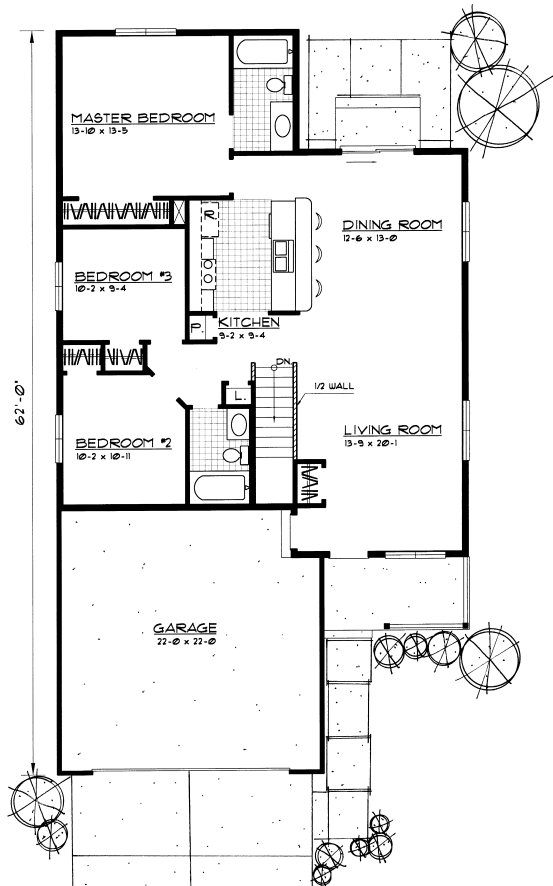 MASTER BEDROOM
13-10 x 13-5
R.
DINING ROOM
12-6 x 13-0
BEDROOM #3
10-2 x 9-4
P.
KITCHEN
9-2 x 9-4
DN.
1/2 WALL
L.
62'-0"
LIVING ROOM
13-9 x 20-1
BEDROOM #2
10-2 x 10-11
GARAGE
22-0 x 22-0